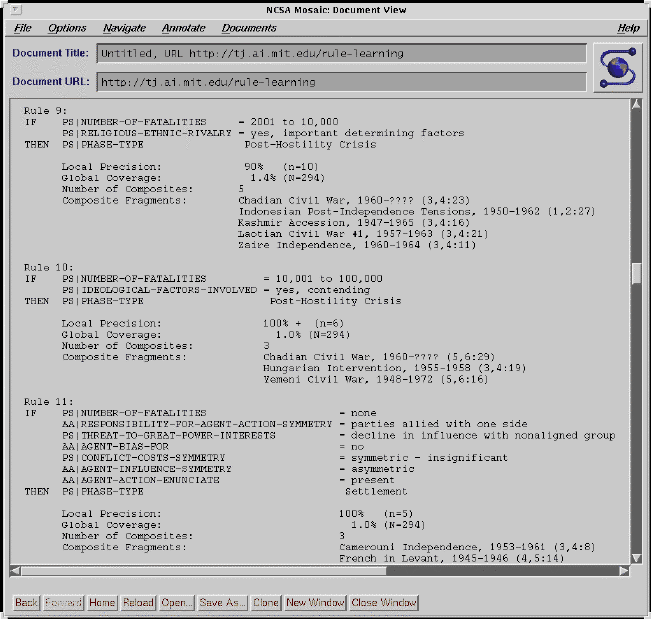 NCSA Mosaic: Document View
File Options Navigate Annotate Documents Help
Document Title: Untitled, URL http://tj.ai.mit.edu/rule-learning
Document URL: http://tj.ai.mit.edu/rule-learning
Rule 9:
IF PS|NUMBER-OF-FATALITIES = 2001 to 10,000
PS|RELIGIOUS-ETHNIC-RIVALRY = yes, important determining factors
THEN PS|PHASE-TYPE Post-Hostility Crisis
Local Precision: 90% (n=10)
Global Coverage: 1.4% (N=294)
Number of Composites: 5
Composite Fragments: Chadian Civil War, 1960-???? (3,4:23)
Indonesian Post-Independence Tensions, 1950-1962 (1,2:27)
Kashmir Accession, 1947-1965 (3,4:16)
Laotian Civil War #1, 1957-1963 (3,4:21)
Zaire Independence, 1960-1964 (3,4:11)
Rule 10:
IF PS|NUMBER-OF-FATALITIES = 10,001 to 100,000
PS|IDEOLOGICAL-FACTORS-INVOLVED = yes, contending
THEN PS|PHASE-TYPE Post-Hostility Crisis
Local Precision: 100% + (n=6)
Global Coverage: 1.0% (N=294)
Number of Composites: 3
Composite Fragments: Chadian Civil War, 1960-???? (5,6:29)
Hungarian Intervention, 1955-1958 (3,4:19)
Yemeni Civil War, 1948-1972 (5,6:16)
Rule 11:
IF PS|NUMBER-OF-FATALITIES = none
AA|RESPONSIBILITY-FOR-AGENT-ACTION-SYMMETRY = parties allied with one side
PS|THREAT-TO-GREAT-POWER-INTERESTS = decline in influence with nonaligned group
AA|AGENT-BIAS-FOR = no
PS|CONFLICT-COSTS-SYMMETRY = symmetric - insignificant
AA|AGENT-INFLUENCE-SYMMETRY = asymmetric
AA|AGENT-ACTION-ENUNCIATE = present
THEN PS|PHASE-TYPE Settlement
Local Precision: 100% (n=5)
Global Coverage: 1.0% (N=294)
Number of Composites: 3
Composite Fragments: Camerouni Independence, 1953-1961 (3,4:8)
French in Levant, 1945-1946 (4,5:14)
Back Forward Home Reload Open... Save As... Clone New Window Close Window